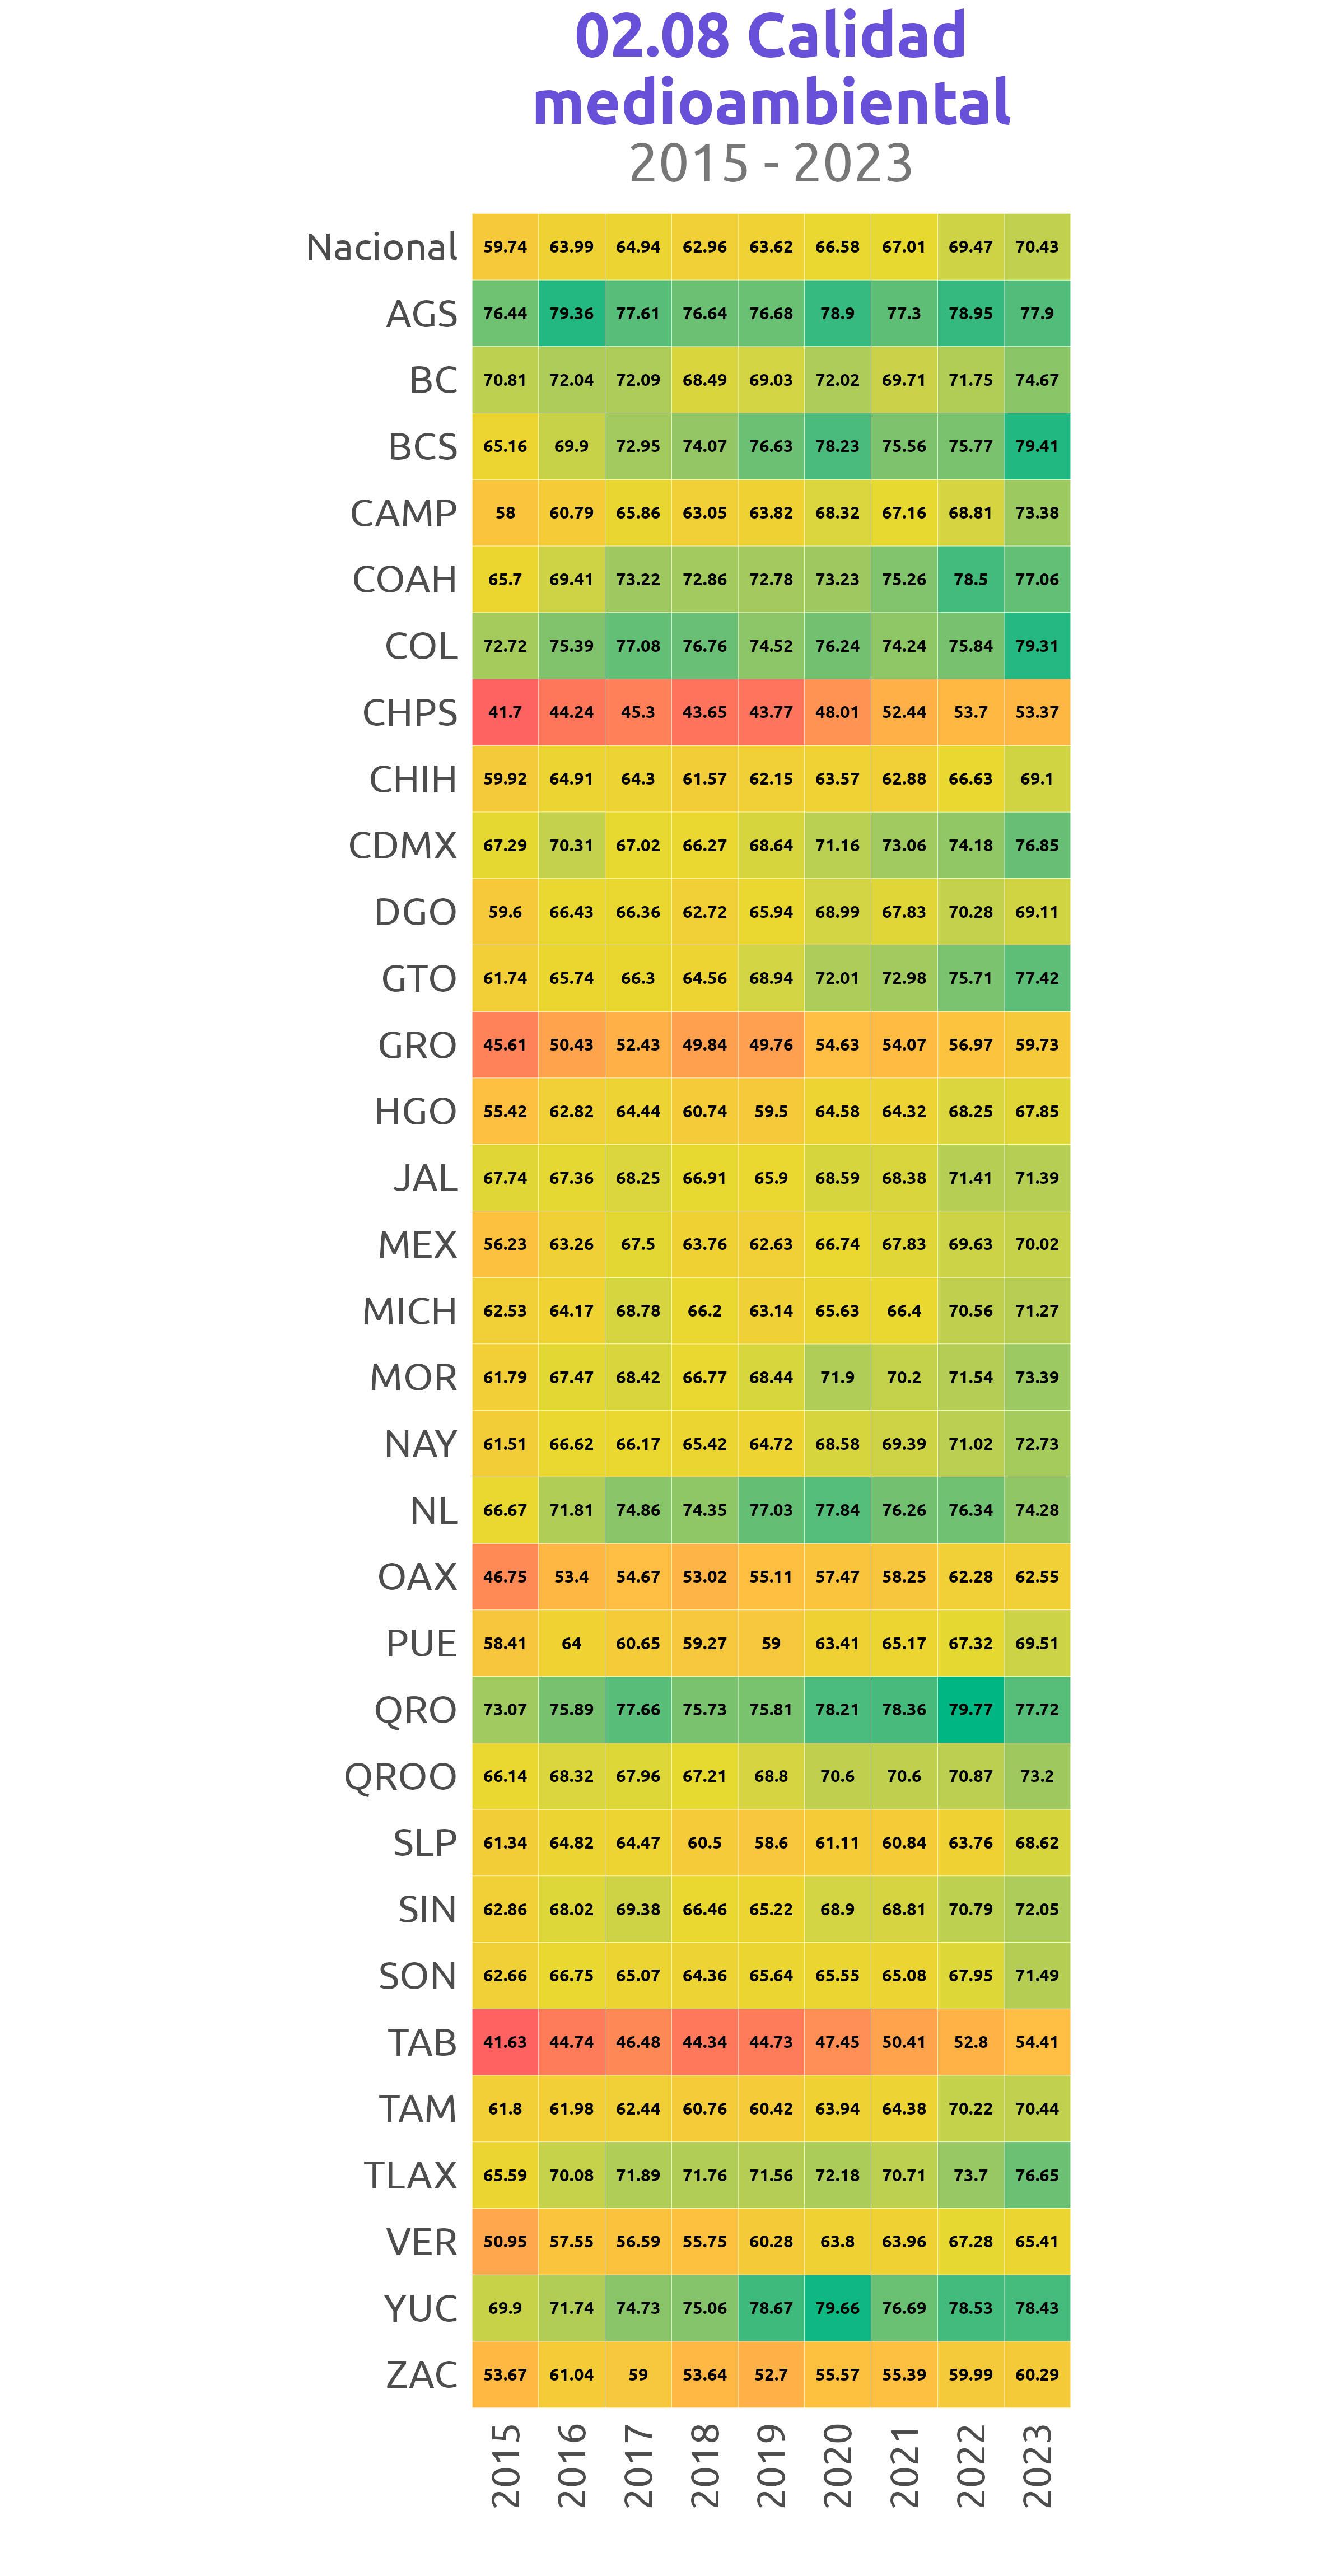 02.08 Calidad
medioambiental
2015 - 2023
Nacional 59.74 63.99 64.94 62.96 63.62 66.58 67.01 69.47 70.43
AGS 76.44 79.36 77.61 76.64 76.68 78.9 77.3 78.95 77.9
BC 70.81 72.04 72.09 68.49 69.03 72.02 69.71 71.75 74.67
BCS 65.16 69.9 72.95 74.07 76.63 78.23 75.56 75.77 79.41
CAMP 58 60.79 65.86 63.05 63.82 68.32 67.16 68.81 73.38
COAH 65.7 69.41 73.22 72.86 72.78 73.23 75.26 78.5 77.06
COL 72.72 75.39 77.08 76.76 74.52 76.24 74.24 75.84 79.31
CHPS 41.7 44.24 45.3 43.65 43.77 48.01 52.44 53.7 53.37
CHIH 59.92 64.91 64.3 61.57 62.15 63.57 62.88 66.63 69.1
CDMX 67.29 70.31 67.02 66.27 68.64 71.16 73.06 74.18 76.85
DGO 59.6 66.43 66.36 62.72 65.94 68.99 67.83 70.28 69.11
GTO 61.74 65.74 66.3 64.56 68.94 72.01 72.98 75.71 77.42
GRO 45.61 50.43 52.43 49.84 49.76 54.63 54.07 56.97 59.73
HGO 55.42 62.82 64.44 60.74 59.5 64.58 64.32 68.25 67.85
JAL 67.74 67.36 68.25 66.91 65.9 68.59 68.38 71.41 71.39
MEX 56.23 63.26 67.5 63.76 62.63 66.74 67.83 69.63 70.02
MICH 62.53 64.17 68.78 66.2 63.14 65.63 66.4 70.56 71.27
MOR 61.79 67.47 68.42 66.77 68.44 71.9 70.2 71.54 73.39
NAY 61.51 66.62 66.17 65.42 64.72 68.58 69.39 71.02 72.73
NL 66.67 71.81 74.86 74.35 77.03 77.84 76.26 76.34 74.28
OAX 46.75 53.4 54.67 53.02 55.11 57.47 58.25 62.28 62.55
PUE 58.41 64 60.65 59.27 59 63.41 65.17 67.32 69.51
QRO 73.07 75.89 77.66 75.73 75.81 78.21 78.36 79.77 77.72
QROO 66.14 68.32 67.96 67.21 68.8 70.6 70.6 70.87 73.2
SLP 61.34 64.82 64.47 60.5 58.6 61.11 60.84 63.76 68.62
SIN 62.86 68.02 69.38 66.46 65.22 68.9 68.81 70.79 72.05
SON 62.66 66.75 65.07 64.36 65.64 65.55 65.08 67.95 71.49
TAB 41.63 44.74 46.48 44.34 44.73 47.45 50.41 52.8 54.41
TAM 61.8 61.98 62.44 60.76 60.42 63.94 64.38 70.22 70.44
TLAX 65.59 70.08 71.89 71.76 71.56 72.18 70.71 73.7 76.65
VER 50.95 57.55 56.59 55.75 60.28 63.8 63.96 67.28 65.41
YUC 69.9 71.74 74.73 75.06 78.67 79.66 76.69 78.53 78.43
ZAC 53.67 61.04 59 53.64 52.7 55.57 55.39 59.99 60.29
2015 2016 2017 2018 2019 2020 2021 2022 2023